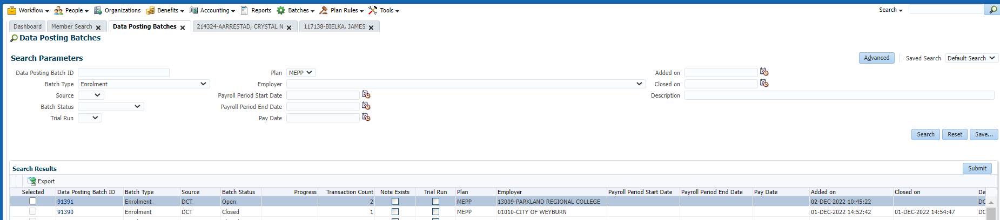 Workflow People Organizations Benefits Accounting Reports Batches Plan Rules Tools Search
Dashboard Member Search Data Posting Batches 214324-AARRESTAD, CRYSTAL N 117138-BIELKA, JAMES
Data Posting Batches
Search Parameters Advanced Saved Search Default Search
Data Posting Batch ID Plan MEPP Added on
Batch Type Enrolment Employer Closed on
Source Payroll Period Start Date Description
Batch Status Payroll Period End Date
Trial Run Pay Date
Search Reset Save...
Search Results Submit
Export
Selected Data Posting Batch ID Batch Type Source Batch Status Progress Transaction Count Note Exists Trial Run Plan Employer Payroll Period Start Date Payroll Period End Date Pay Date Added on Closed on De
91391 Enrolment DCT Open 2 MEPP 13009-PARKLAND REGIONAL COLLEGE 02-DEC-2022 10:45:22 DC
91390 Enrolment DCT Closed 1 MEPP 01010-CITY OF WEYBURN 01-DEC-2022 14:52:42 01-DEC-2022 14:54:47 DC